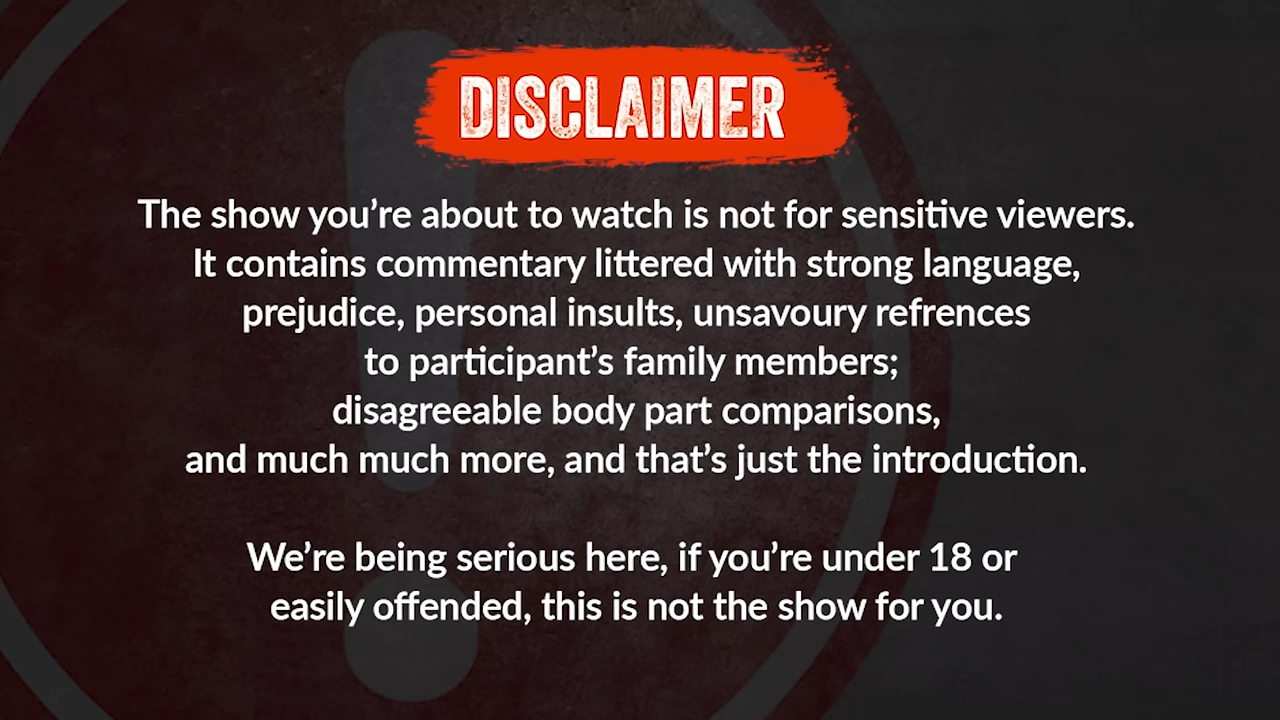 DISCLAIMER
The show you’re about to watch is not for sensitive viewers.
It contains commentary littered with strong language,
prejudice, personal insults, unsavoury refrences
to participant’s family members;
disagreeable body part comparisons,
and much much more, and that’s just the introduction.
We’re being serious here, if you’re under 18 or
easily offended, this is not the show for you.